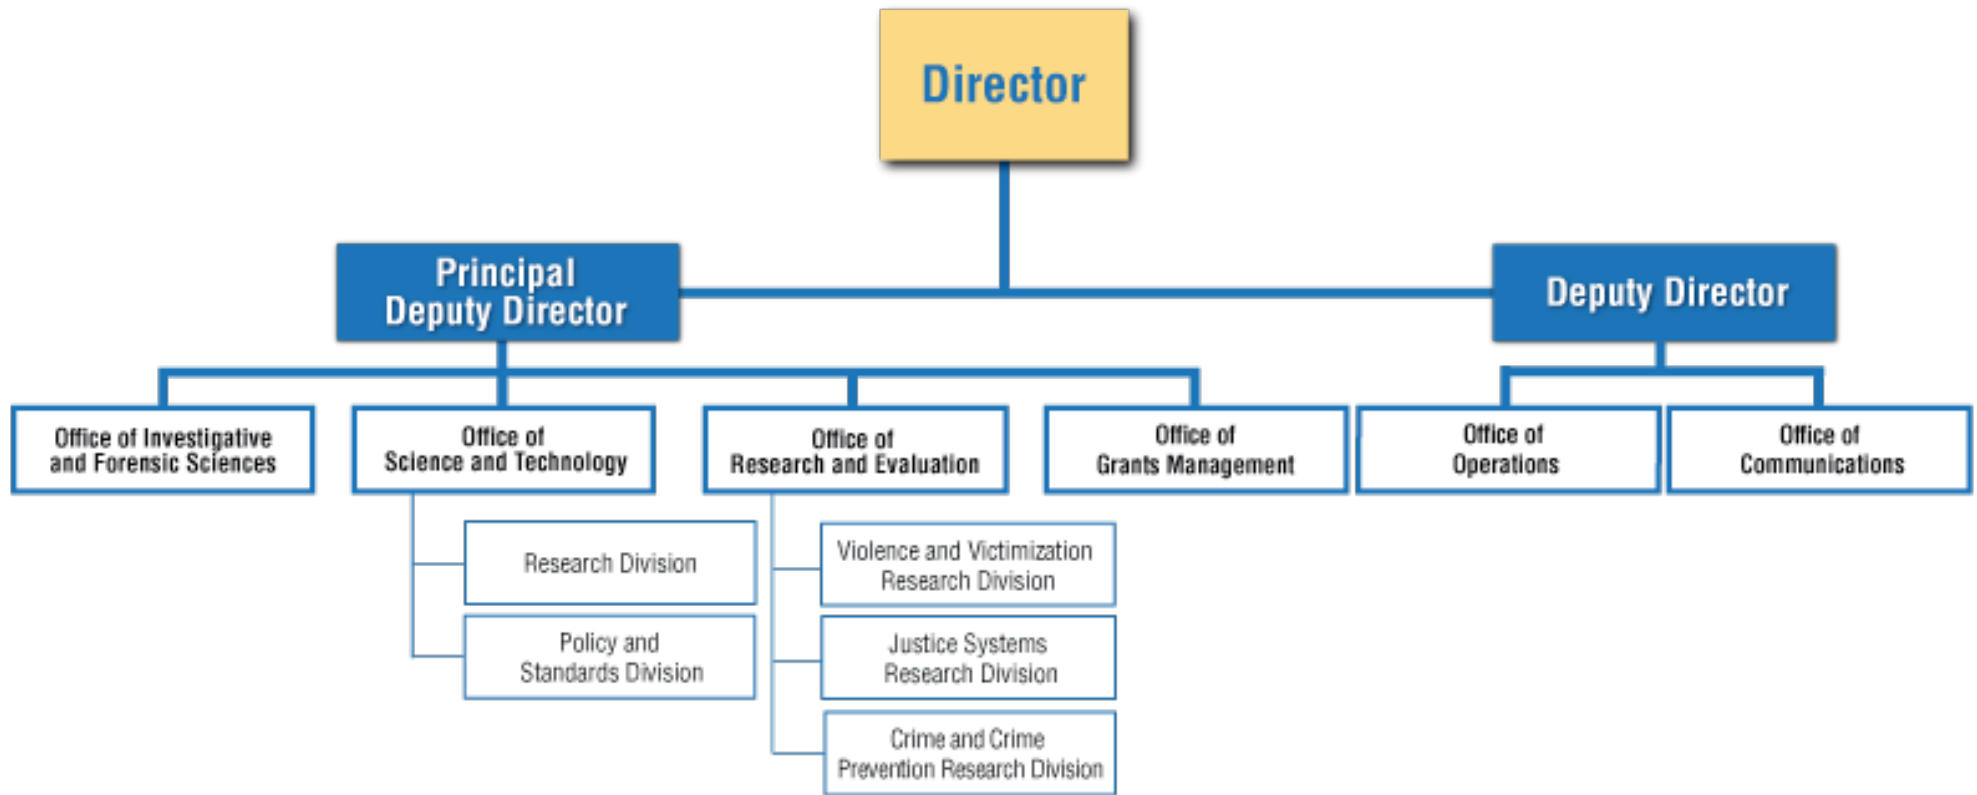 Director
Principal
Deputy Director
Deputy Director
Office of Investigative
and Forensic Sciences
Office of
Science and Technology
Office of
Research and Evaluation
Office of
Grants Management
Office of
Operations
Office of
Communications
Research Division
Policy and
Standards Division
Violence and Victimization
Research Division
Justice Systems
Research Division
Crime and Crime
Prevention Research Division